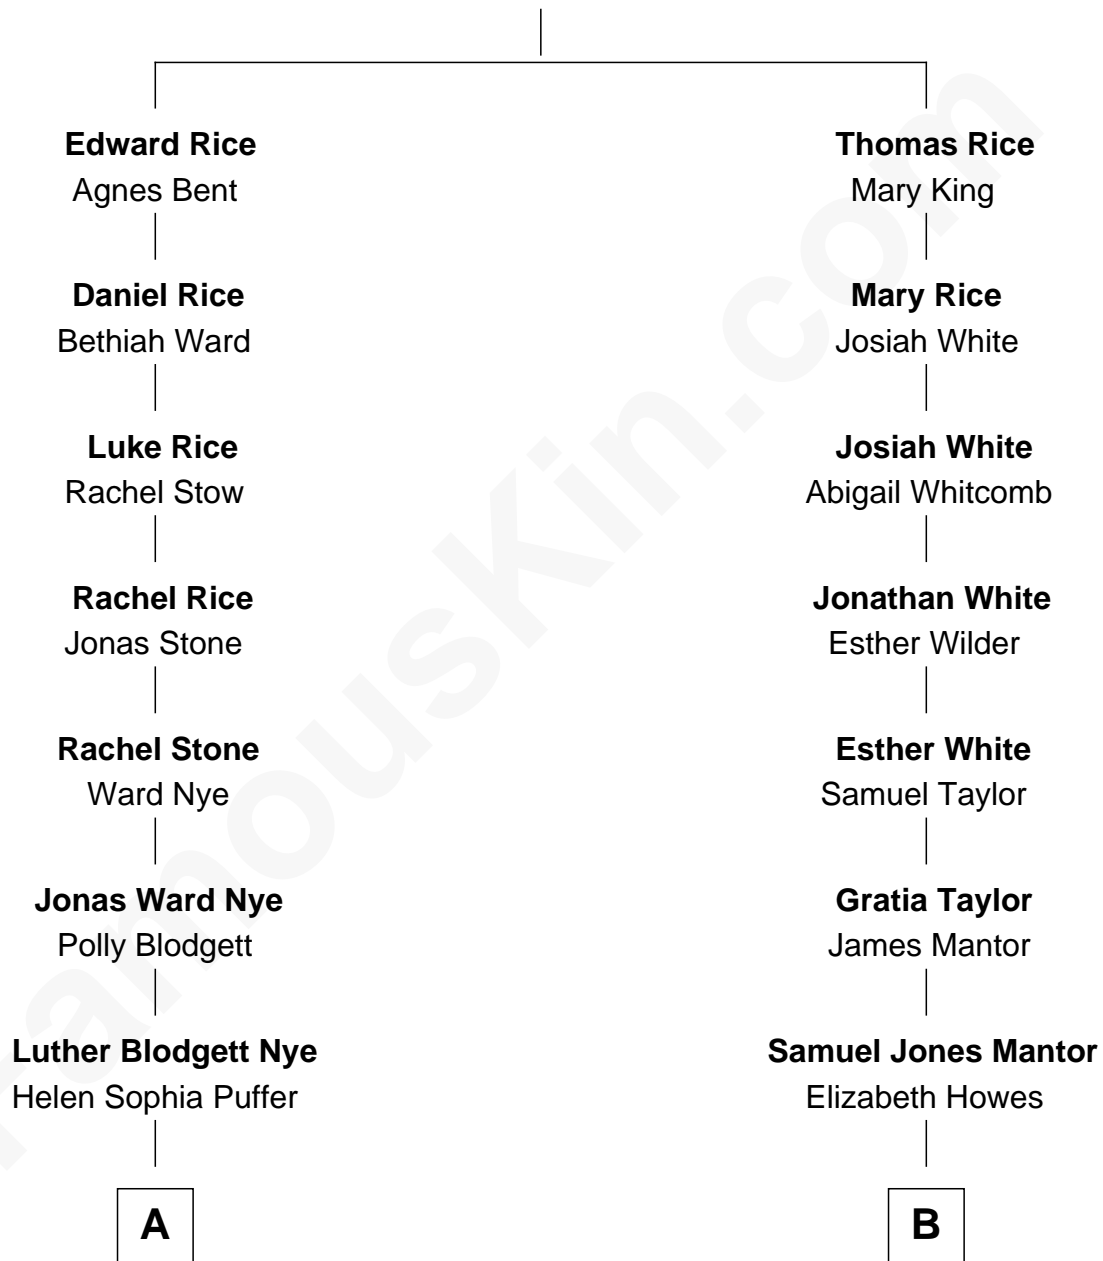 Edward Rice
Agnes Bent
Daniel Rice
Bethiah Ward
Luke Rice
Rachel Stow
Rachel Rice
Jonas Stone
Rachel Stone
Ward Nye
Jonas Ward Nye
Polly Blodgett
Luther Blodgett Nye
Helen Sophia Puffer
A
Thomas Rice
Mary King
Mary Rice
Josiah White
Josiah White
Abigail Whitcomb
Jonathan White
Esther Wilder
Esther White
Samuel Taylor
Gratia Taylor
James Mantor
Samuel Jones Mantor
Elizabeth Howes
B
FamousKin.com